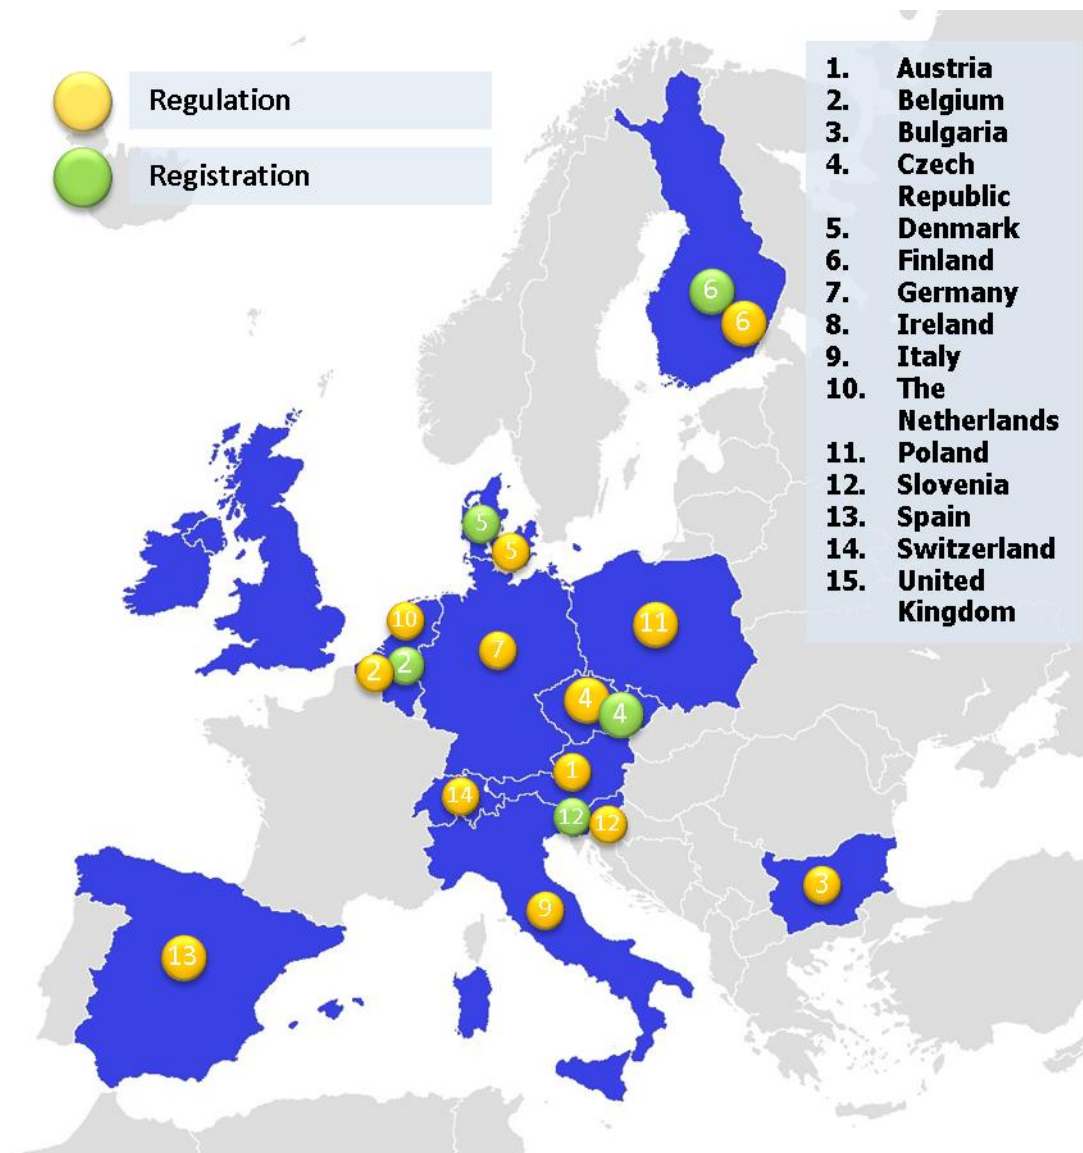 Regulation
Registration
1. Austria
2. Belgium
3. Bulgaria
4. Czech
Republic
5. Denmark
6. Finland
7. Germany
8. Ireland
9. Italy
10. The
Netherlands
11. Poland
12. Slovenia
13. Spain
14. Switzerland
15. United
Kingdom
6
6
5
5
10
11
2
2
7
4
4
1
14
12
12
3
9
13